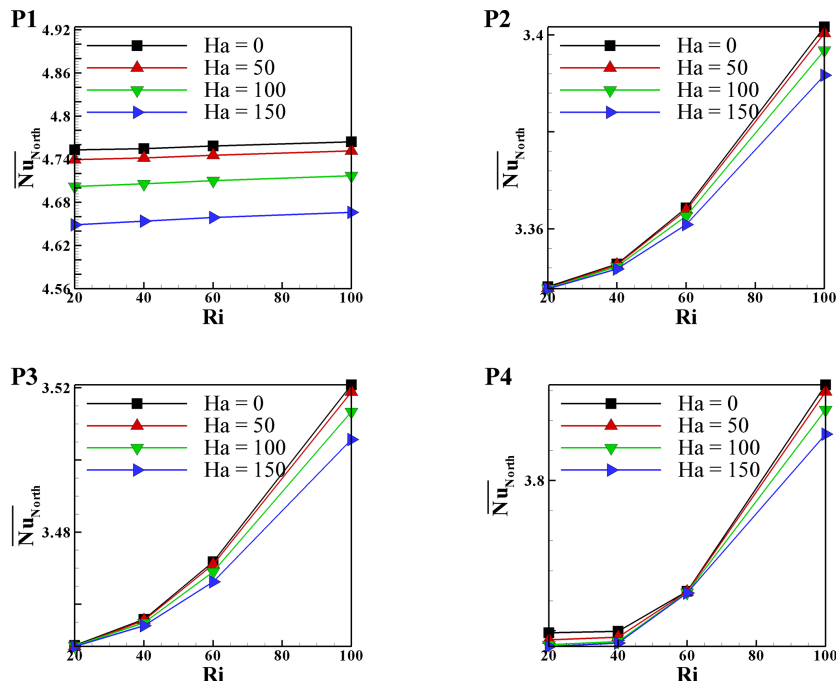 P1
4.92
4.86
4.8
4.74
4.68
4.62
4.56
Nu_North
Ha = 0
Ha = 50
Ha = 100
Ha = 150
20 40 60 80 100
Ri
P2
3.4
3.36
Nu_North
Ha = 0
Ha = 50
Ha = 100
Ha = 150
20 40 60 80 100
Ri
P3
3.52
3.48
Nu_North
Ha = 0
Ha = 50
Ha = 100
Ha = 150
20 40 60 80 100
Ri
P4
3.8
Nu_North
Ha = 0
Ha = 50
Ha = 100
Ha = 150
20 40 60 80 100
Ri